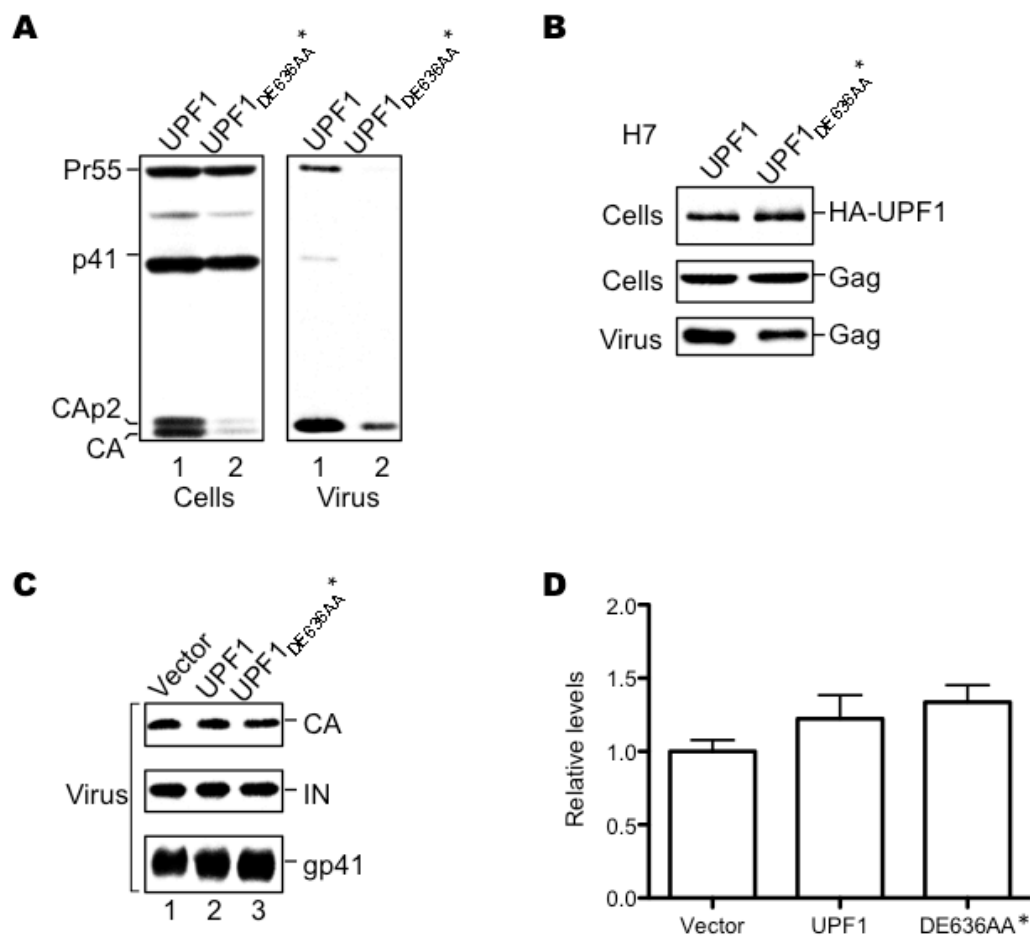 A
UPF1
UPF1DE636AA*
UPF1
UPF1DE636AA*
Pr55
p41
CAp2
CA
1 2
1 2
Cells
Virus
B
H7
UPF1
UPF1DE636AA*
Cells
HA-UPF1
Cells
Gag
Virus
Gag
C
Vector
UPF1
UPF1DE636AA*
Virus
CA
IN
gp41
1 2 3
D
Relative levels
2.0
1.5
1.0
0.5
0.0
Vector
UPF1
DE636AA*